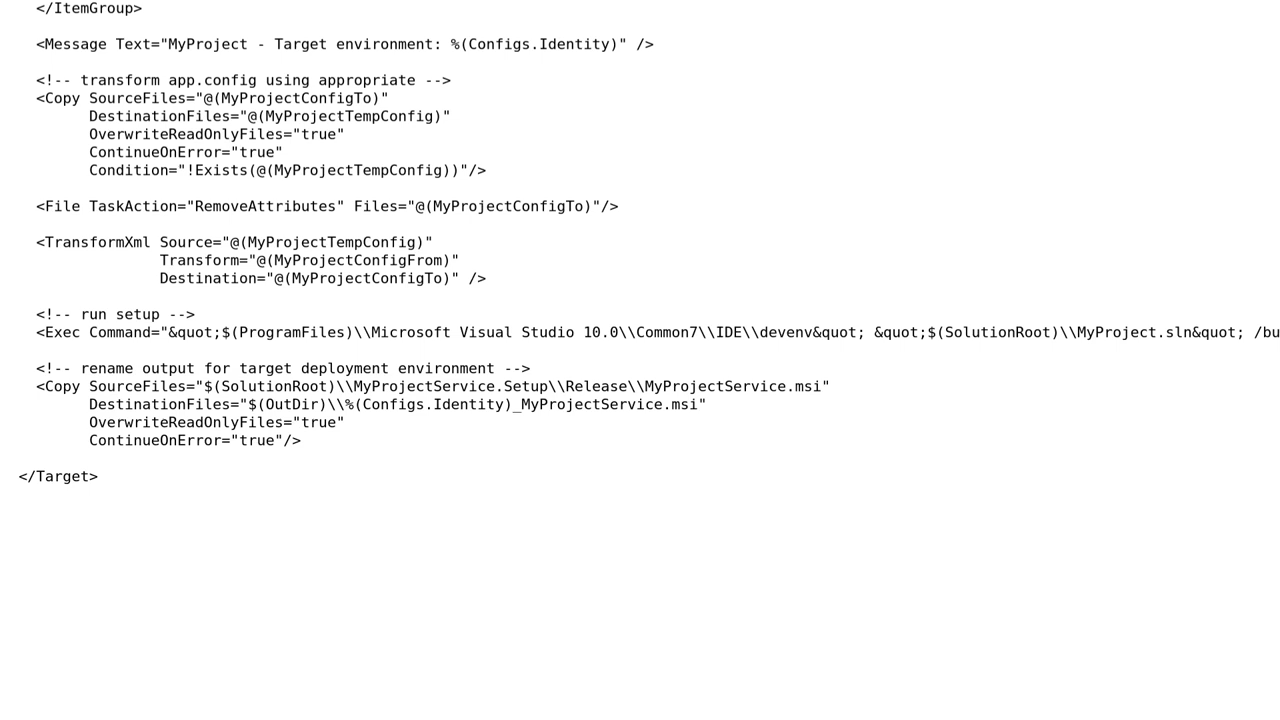 </ItemGroup>
<Message Text="MyProject - Target environment: %(Configs.Identity)" />
<!-- transform app.config using appropriate -->
<Copy SourceFiles="@(MyProjectConfigTo)"
DestinationFiles="@(MyProjectTempConfig)"
OverwriteReadOnlyFiles="true"
ContinueOnError="true"
Condition="!Exists(@(MyProjectTempConfig))"/>
<File TaskAction="RemoveAttributes" Files="@(MyProjectConfigTo)"/>
<TransformXml Source="@(MyProjectTempConfig)"
Transform="@(MyProjectConfigFrom)"
Destination="@(MyProjectConfigTo)" />
<!-- run setup -->
<Exec Command="&quot;$(ProgramFiles)\\Microsoft Visual Studio 10.0\\Common7\\IDE\\devenv&quot; &quot;$(SolutionRoot)\\MyProject.sln&quot; /bu
<!-- rename output for target deployment environment -->
<Copy SourceFiles="$(SolutionRoot)\\MyProjectService.Setup\\Release\\MyProjectService.msi"
DestinationFiles="$(OutDir)\\%(Configs.Identity)_MyProjectService.msi"
OverwriteReadOnlyFiles="true"
ContinueOnError="true"/>
</Target>